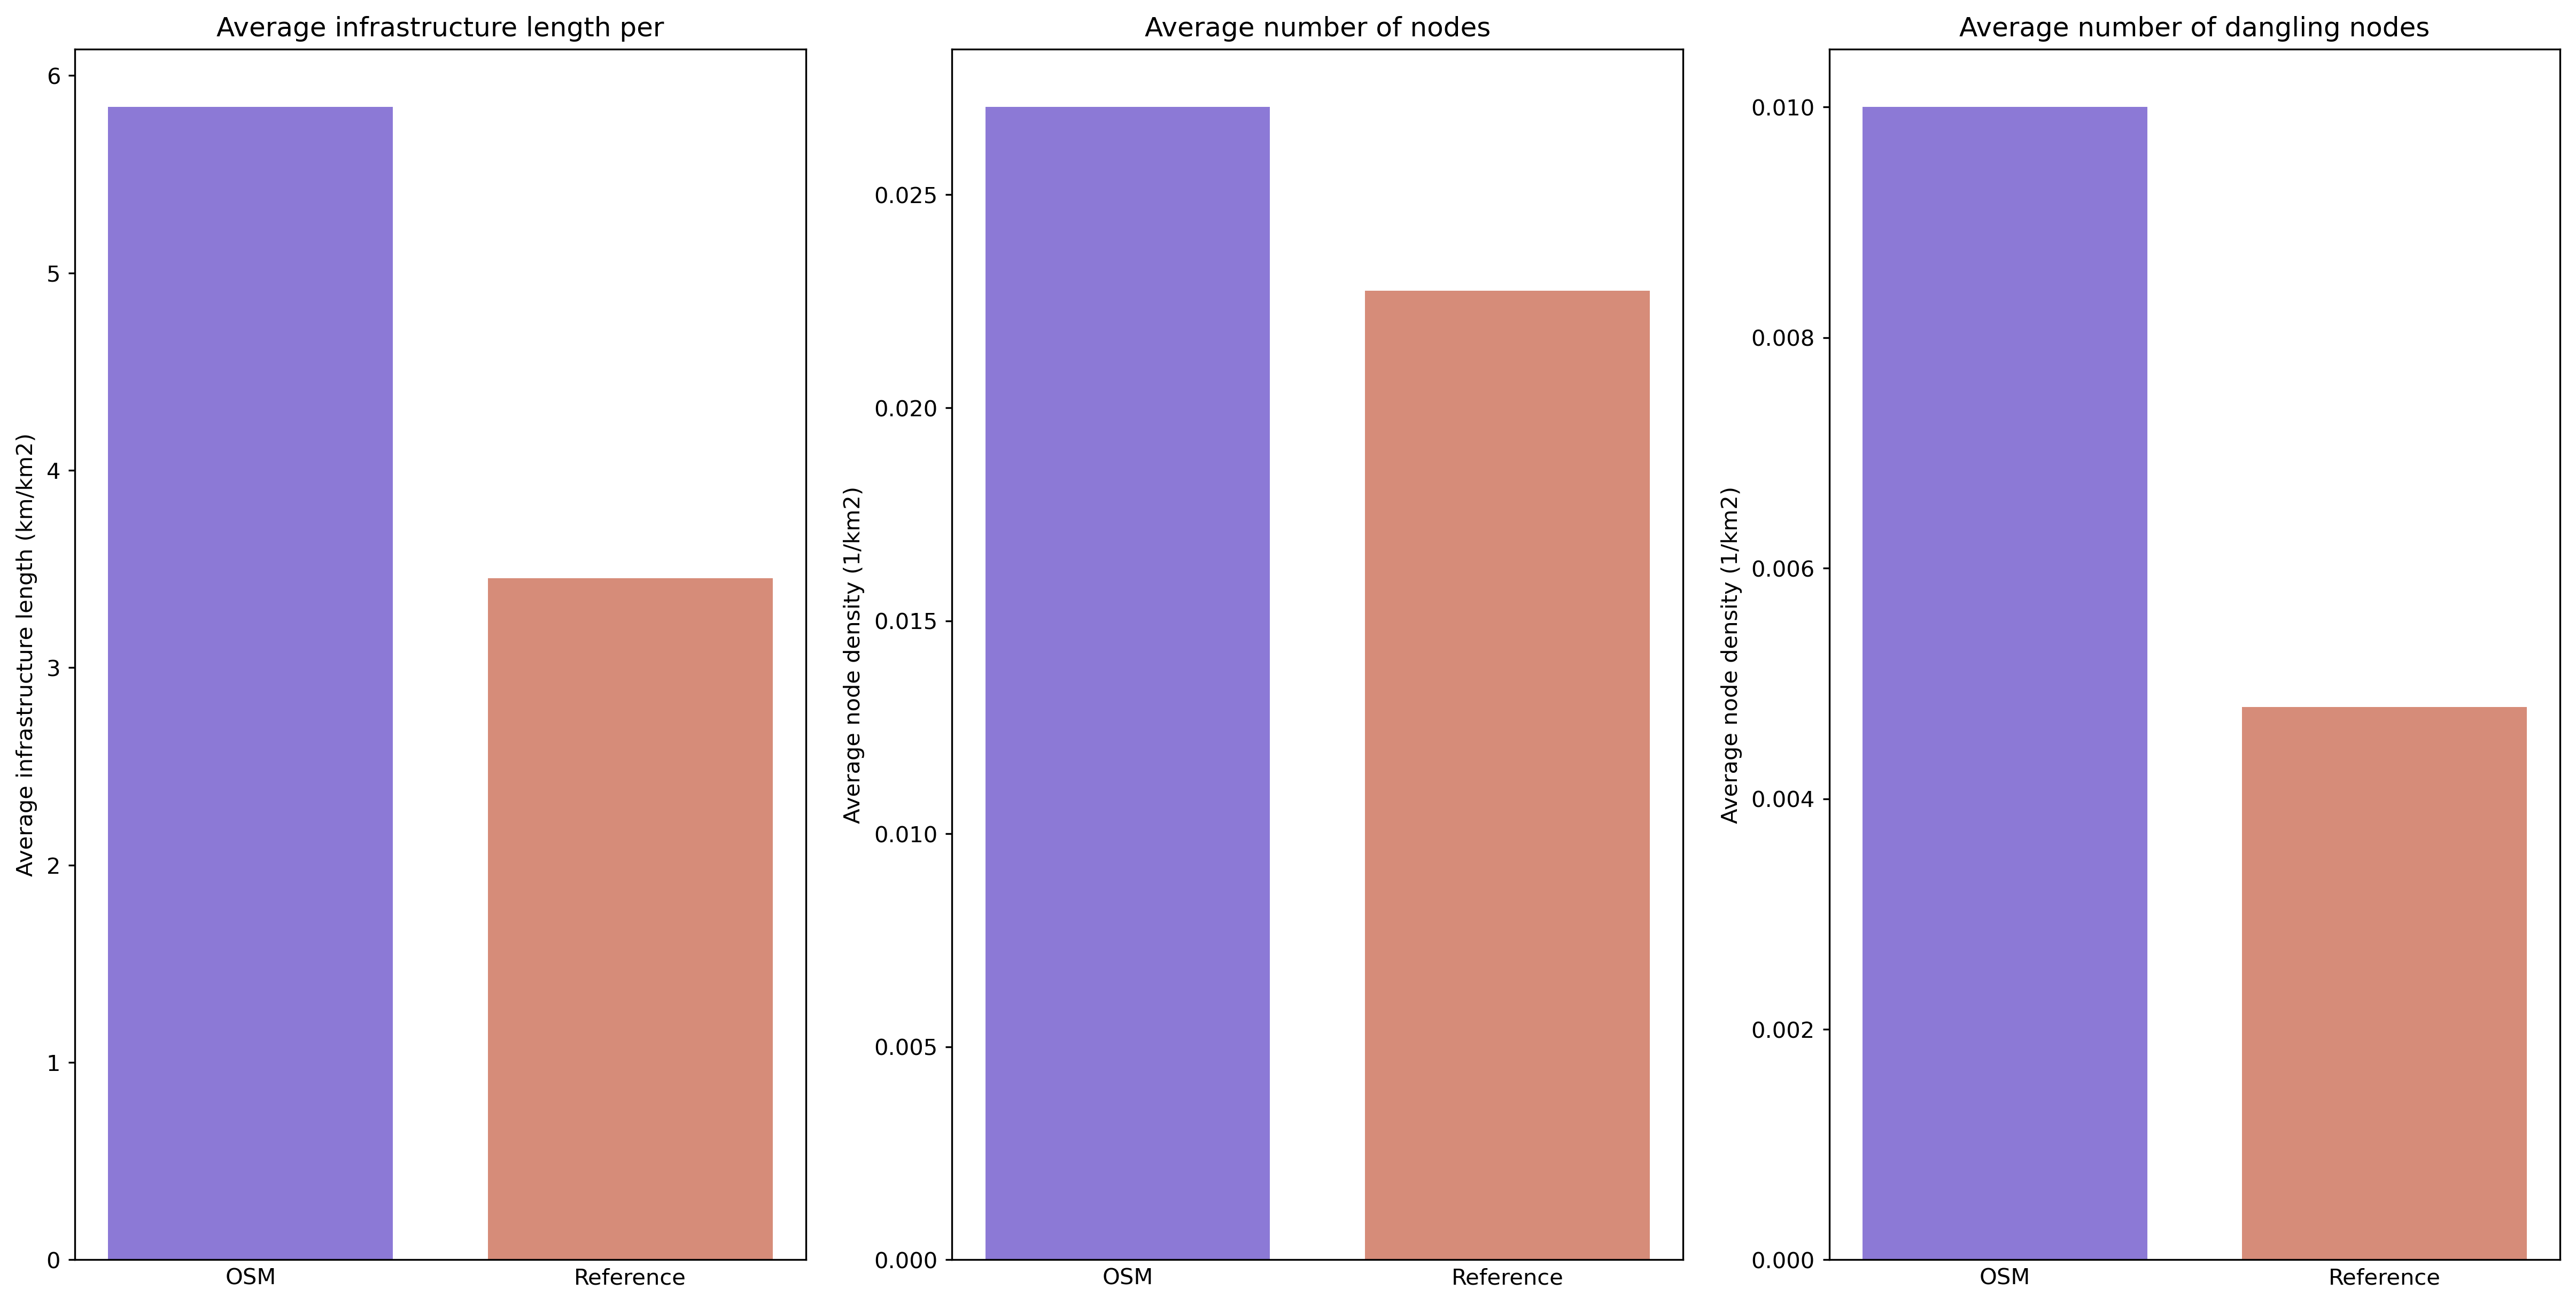 Average infrastructure length per
Average infrastructure length (km/km2)
6
5
4
3
2
1
0
OSM
Reference
Average number of nodes
Average node density (1/km2)
0.025
0.020
0.015
0.010
0.005
0.000
OSM
Reference
Average number of dangling nodes
Average node density (1/km2)
0.010
0.008
0.006
0.004
0.002
0.000
OSM
Reference